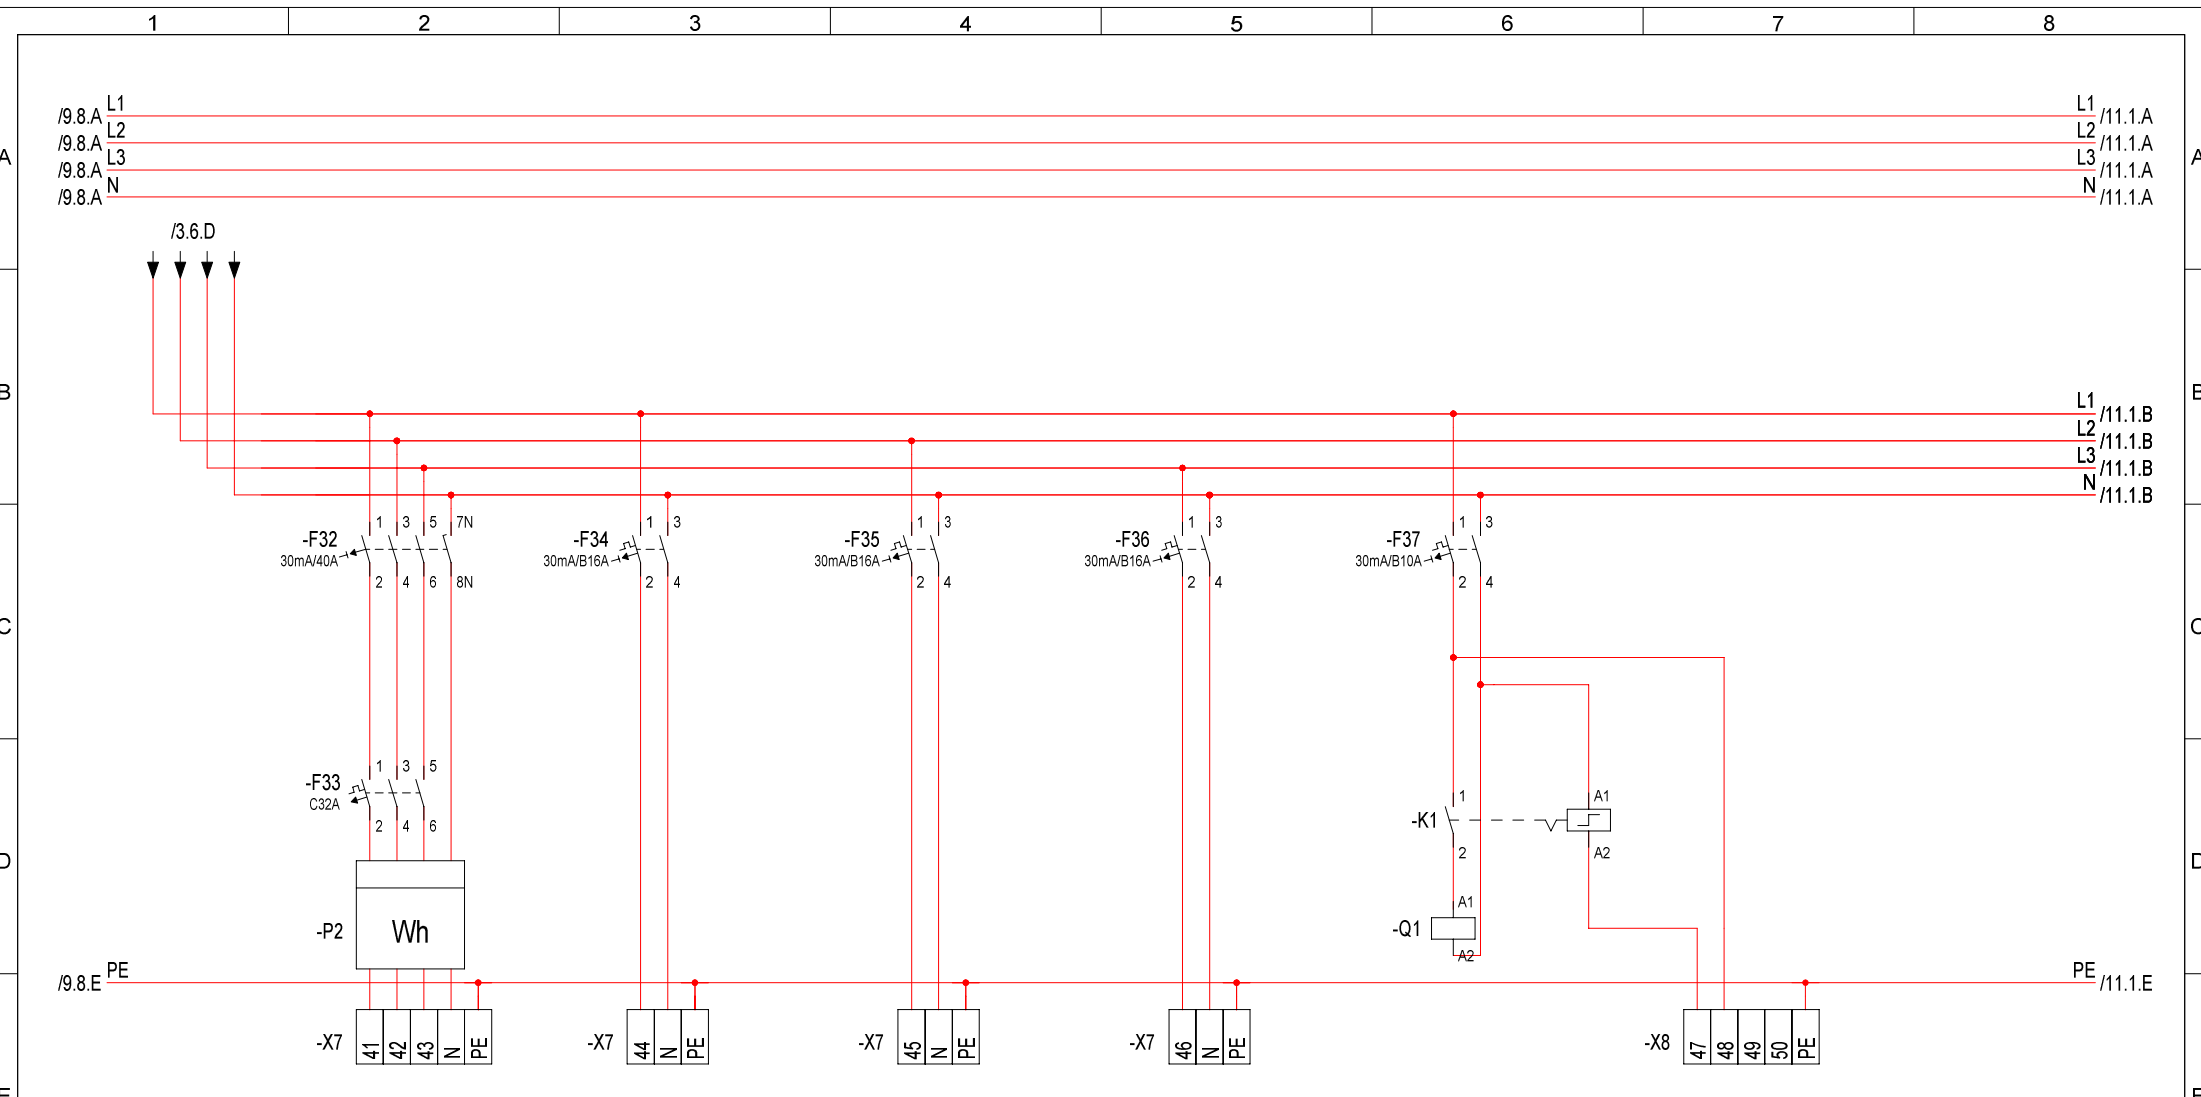 1 2 3 4 5 6 7 8
L1 L1
/9.8.A /11.1.A
L2 L2
/9.8.A /11.1.A
A L3 L3 A
/9.8.A /11.1.A
N N
/9.8.A /11.1.A
/3.6.D
B L1 /11.1.B B
L2 /11.1.B
L3 /11.1.B
N /11.1.B
1 3 5 7N 1 3 1 3 1 3 1 3
-F32 -F34 -F35 -F36 -F37
30mA/40A 30mA/B16A 30mA/B16A 30mA/B16A 30mA/B10A
2 4 6 8N 2 4 2 4 2 4 2 4
C C
1 3 5
-F33
C32A
2 4 6
1 A1
-K1
2 A2
D D
A1
-P2 Wh -Q1
A2
PE PE
/9.8.E /11.1.E
-X7 41 42 43 N PE -X7 44 N PE -X7 45 N PE -X7 46 N PE -X8 47 48 49 50 PE